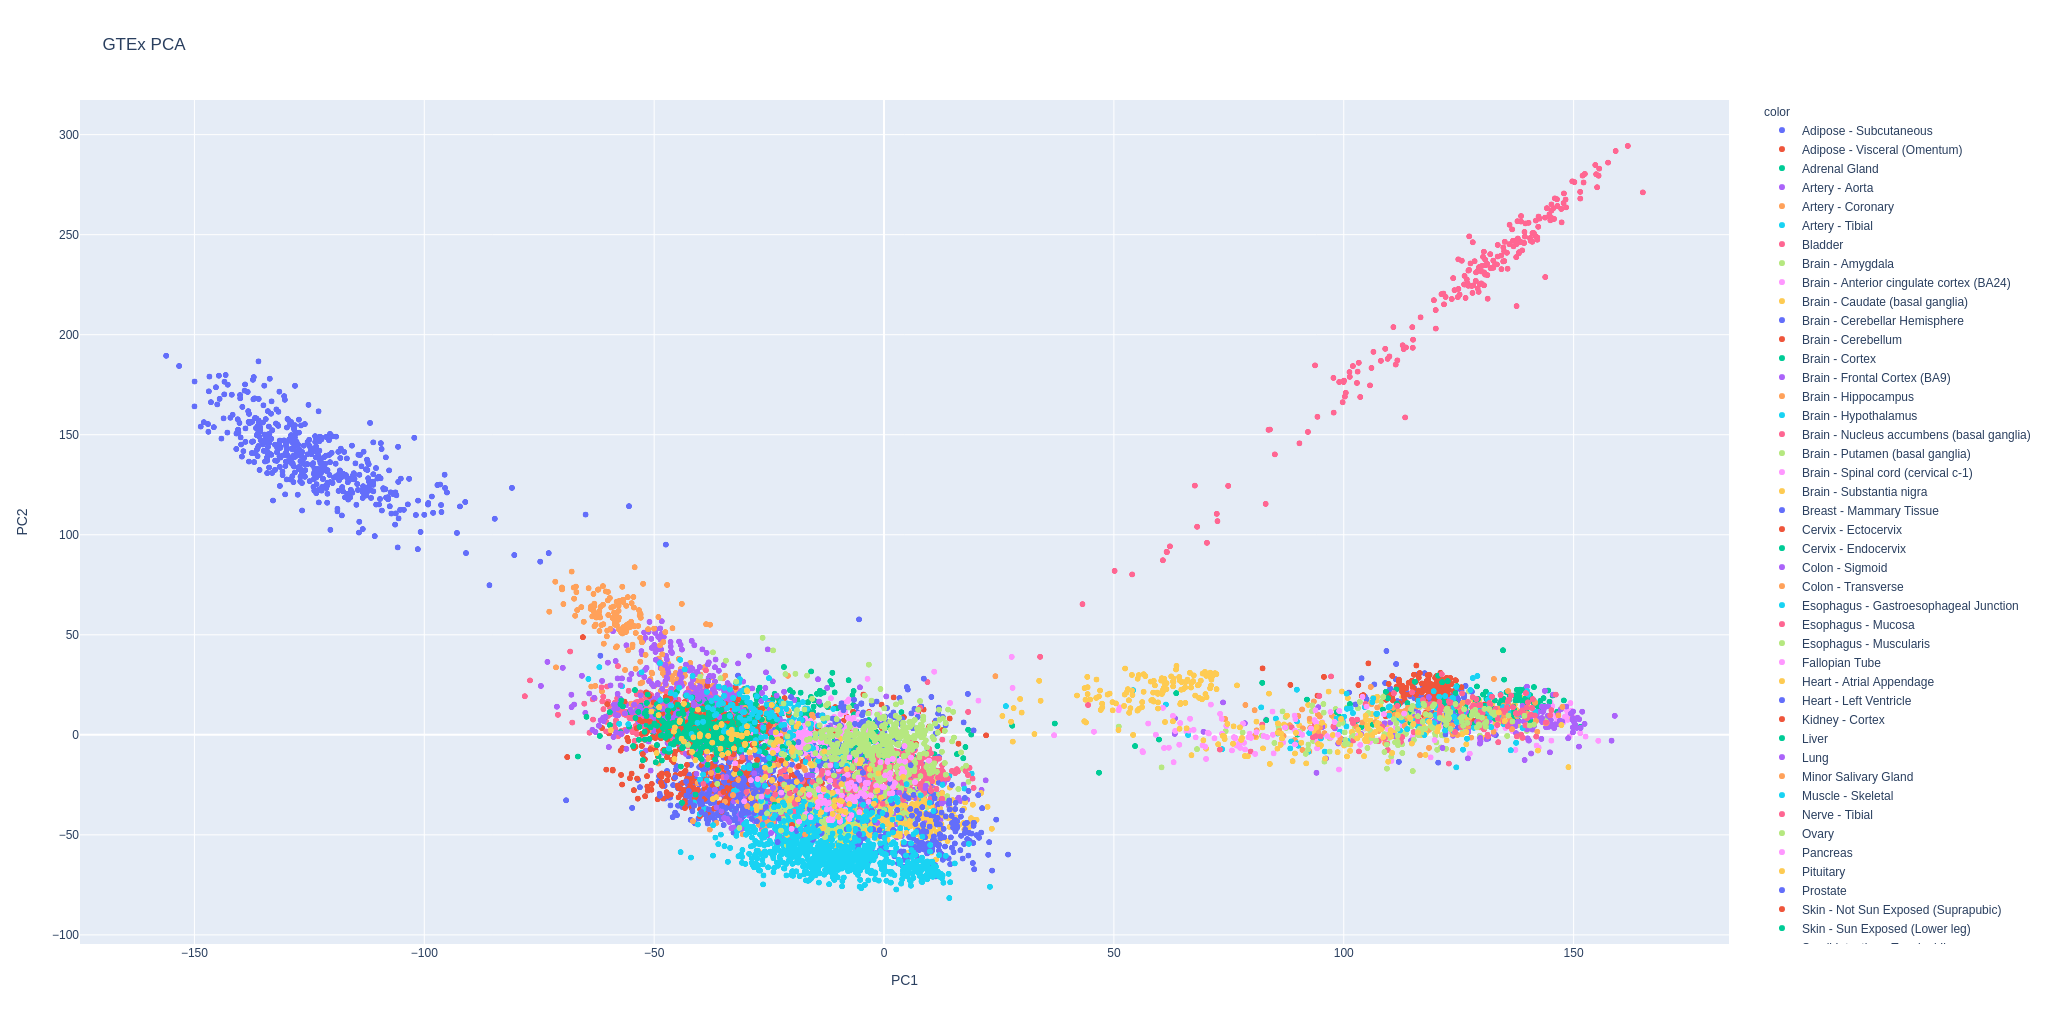 GTEx PCA
color
Adipose - Subcutaneous
Adipose - Visceral (Omentum)
Adrenal Gland
Artery - Aorta
Artery - Coronary
Artery - Tibial
Bladder
Brain - Amygdala
Brain - Anterior cingulate cortex (BA24)
Brain - Caudate (basal ganglia)
Brain - Cerebellar Hemisphere
Brain - Cerebellum
Brain - Cortex
Brain - Frontal Cortex (BA9)
Brain - Hippocampus
Brain - Hypothalamus
Brain - Nucleus accumbens (basal ganglia)
Brain - Putamen (basal ganglia)
Brain - Spinal cord (cervical c-1)
Brain - Substantia nigra
Breast - Mammary Tissue
Cervix - Ectocervix
Cervix - Endocervix
Colon - Sigmoid
Colon - Transverse
Esophagus - Gastroesophageal Junction
Esophagus - Mucosa
Esophagus - Muscularis
Fallopian Tube
Heart - Atrial Appendage
Heart - Left Ventricle
Kidney - Cortex
Liver
Lung
Minor Salivary Gland
Muscle - Skeletal
Nerve - Tibial
Ovary
Pancreas
Pituitary
Prostate
Skin - Not Sun Exposed (Suprapubic)
Skin - Sun Exposed (Lower leg)
300
250
200
150
100
50
0
−50
−100
PC2
−150 −100 −50 0 50 100 150
PC1